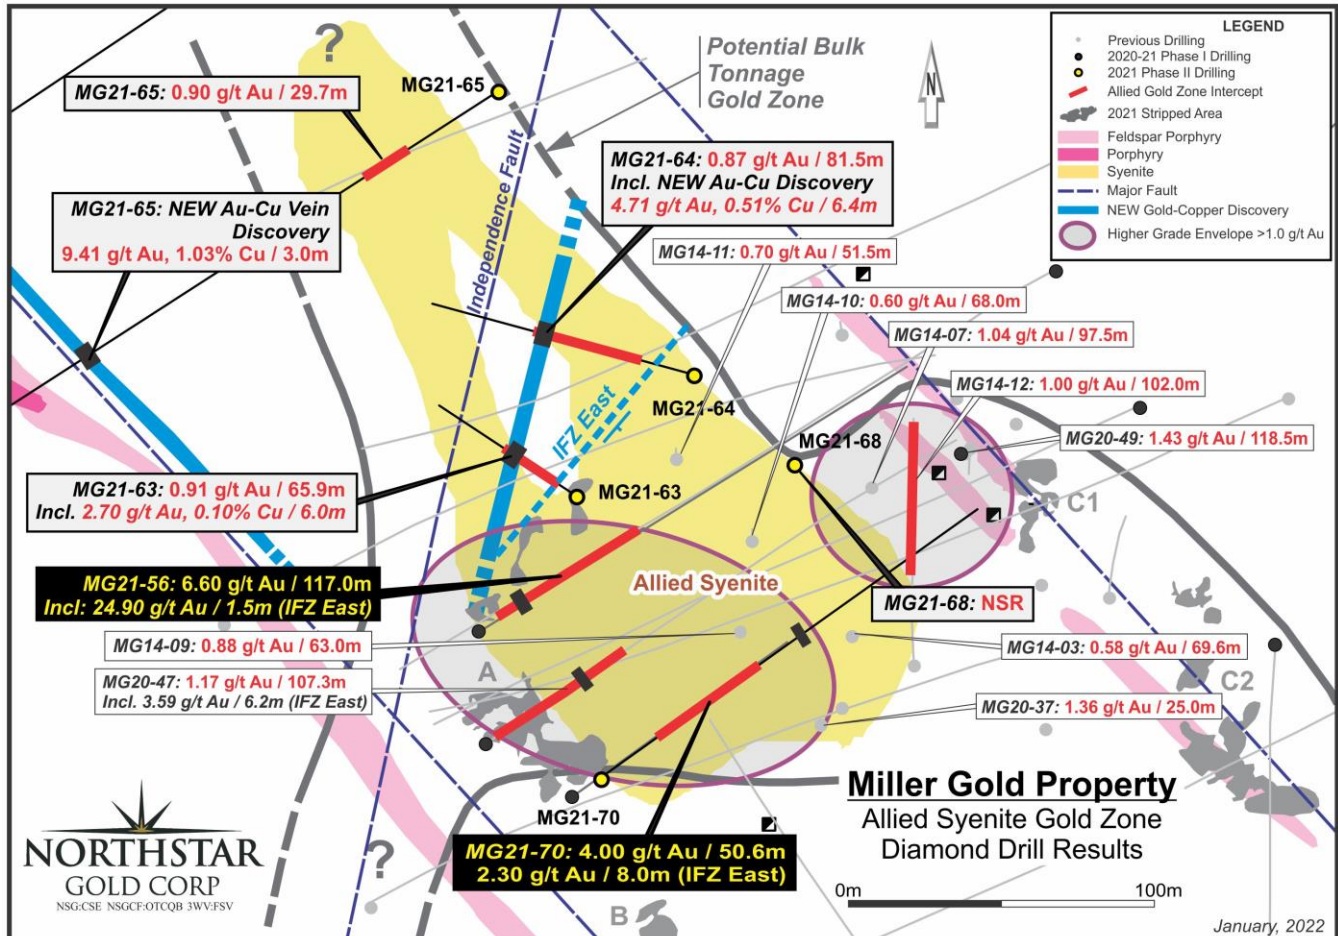 ?
MG21-65
Potential Bulk
Tonnage
Gold Zone
N
LEGEND
Previous Drilling
2020-21 Phase I Drilling
2021 Phase II Drilling
Allied Gold Zone Intercept
2021 Stripped Area
Feldspar Porphyry
Porphyry
Syenite
Major Fault
NEW Gold-Copper Discovery
Higher Grade Envelope >1.0 g/t Au
MG21-65: 0.90 g/t Au / 29.7m
Independence Fault
MG21-64: 0.87 g/t Au / 81.5m
Incl. NEW Au-Cu Discovery
4.71 g/t Au, 0.51% Cu / 6.4m
MG21-65: NEW Au-Cu Vein
Discovery
9.41 g/t Au, 1.03% Cu / 3.0m
MG14-11: 0.70 g/t Au / 51.5m
MG14-10: 0.60 g/t Au / 68.0m
MG14-07: 1.04 g/t Au / 97.5m
MG14-12: 1.00 g/t Au / 102.0m
MG20-49: 1.43 g/t Au / 118.5m
MG21-64
IFZ East
MG21-68
MG21-63
C1
MG21-63: 0.91 g/t Au / 65.9m
Incl. 2.70 g/t Au, 0.10% Cu / 6.0m
MG21-56: 6.60 g/t Au / 117.0m
Incl: 24.90 g/t Au / 1.5m (IFZ East)
Allied Syenite
MG21-68: NSR
MG14-09: 0.88 g/t Au / 63.0m
MG14-03: 0.58 g/t Au / 69.6m
A
MG20-47: 1.17 g/t Au / 107.3m
Incl. 3.59 g/t Au / 6.2m (IFZ East)
C2
MG20-37: 1.36 g/t Au / 25.0m
MG21-70
MG21-70: 4.00 g/t Au / 50.6m
2.30 g/t Au / 8.0m (IFZ East)
?
B
Miller Gold Property
Allied Syenite Gold Zone
Diamond Drill Results
0m
100m
January, 2022
NORTHSTAR
GOLD CORP
NSG:CSE NSGCF:OTCQB 3WV:FSV